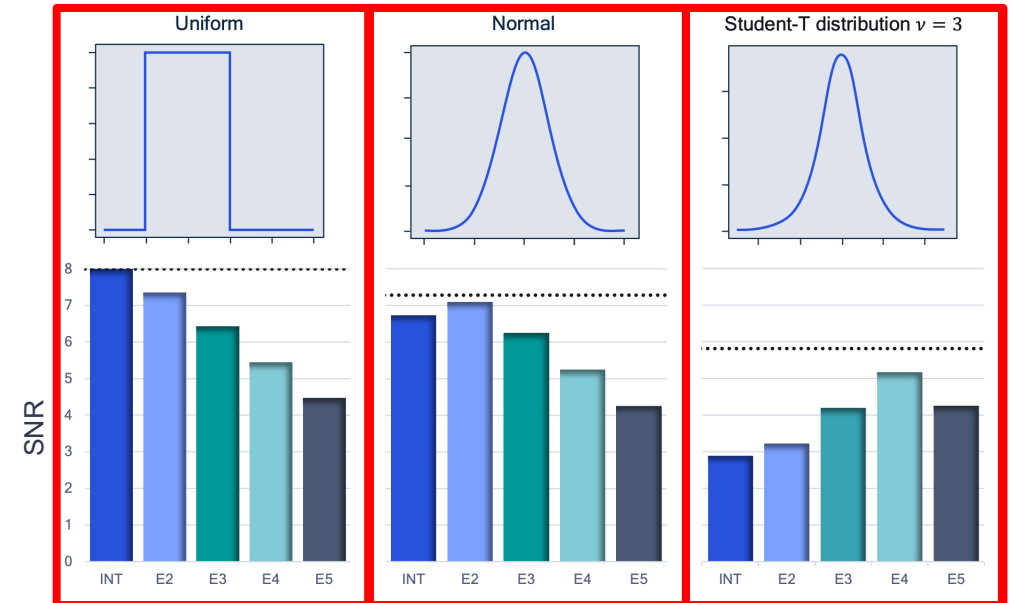 Uniform
Normal
Student-T distribution ν = 3
SNR
8
7
6
5
4
3
2
1
0
INT E2 E3 E4 E5
INT E2 E3 E4 E5
INT E2 E3 E4 E5